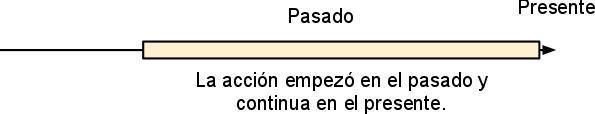 Presente
Pasado
La acción empezó en el pasado y
continua en el presente.